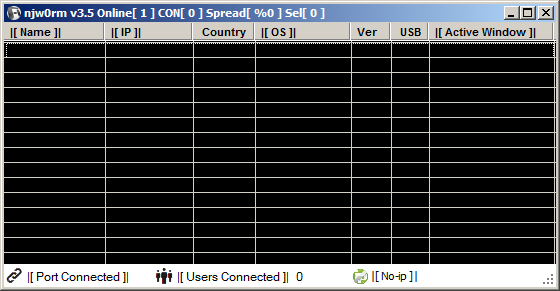 njw0rm v3.5 Online[ 1 ] CON[ 0 ] Spread[ %0 ] Sel[ 0 ]
|[ Name ]| |[ IP ]| Country |[ OS ]| Ver USB |[ Active Window ]|
|[ Port Connected ]| |[ Users Connected ]| 0 |[ No-ip ]|